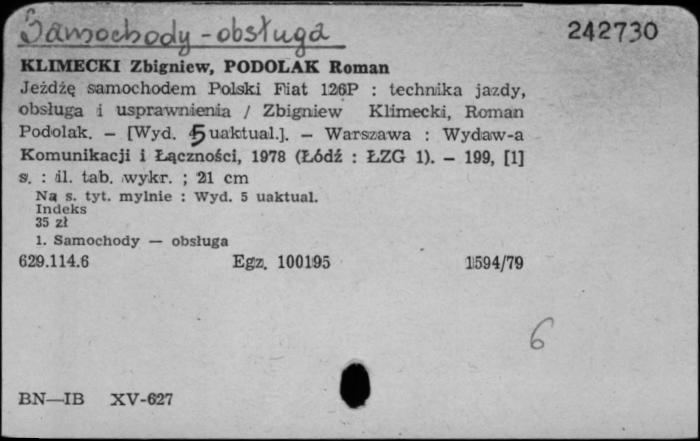 Samochody - obsługa
242730
KLIMECKI Zbigniew, PODOLAK Roman
Jeżdżę samochodem Polski Fiat 126P : technika jazdy,
obsługa i usprawnienia / Zbigniew Klimecki, Roman
Podolak. — [Wyd. 5 uaktual.]. — Warszawa : Wydaw-a
Komunikacji i Łączności, 1978 (Łódź : ŁZG 1). — 199, [1]
s. : il. tab. wykr. ; 21 cm
Na s. tyt. mylnie : Wyd. 5 uaktual.
Indeks
35 zł
1. Samochody — obsługa
629.114.6 Egz. 100195 1594/79
6
BN—IB XV-627